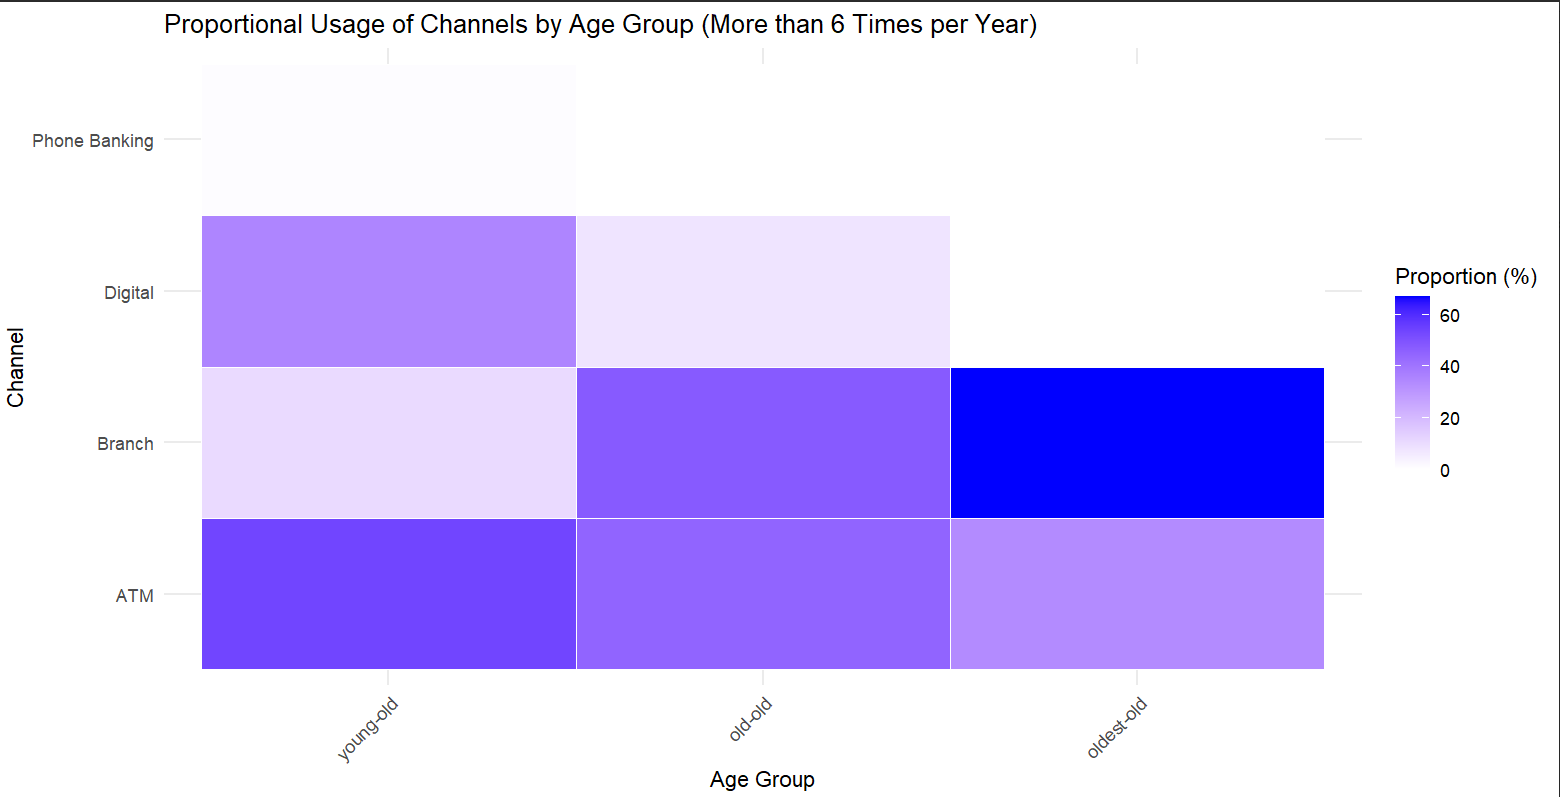 Proportional Usage of Channels by Age Group (More than 6 Times per Year)
Phone Banking
Digital
Branch
ATM
Channel
young-old
old-old
oldest-old
Age Group
Proportion (%)
60
40
20
0